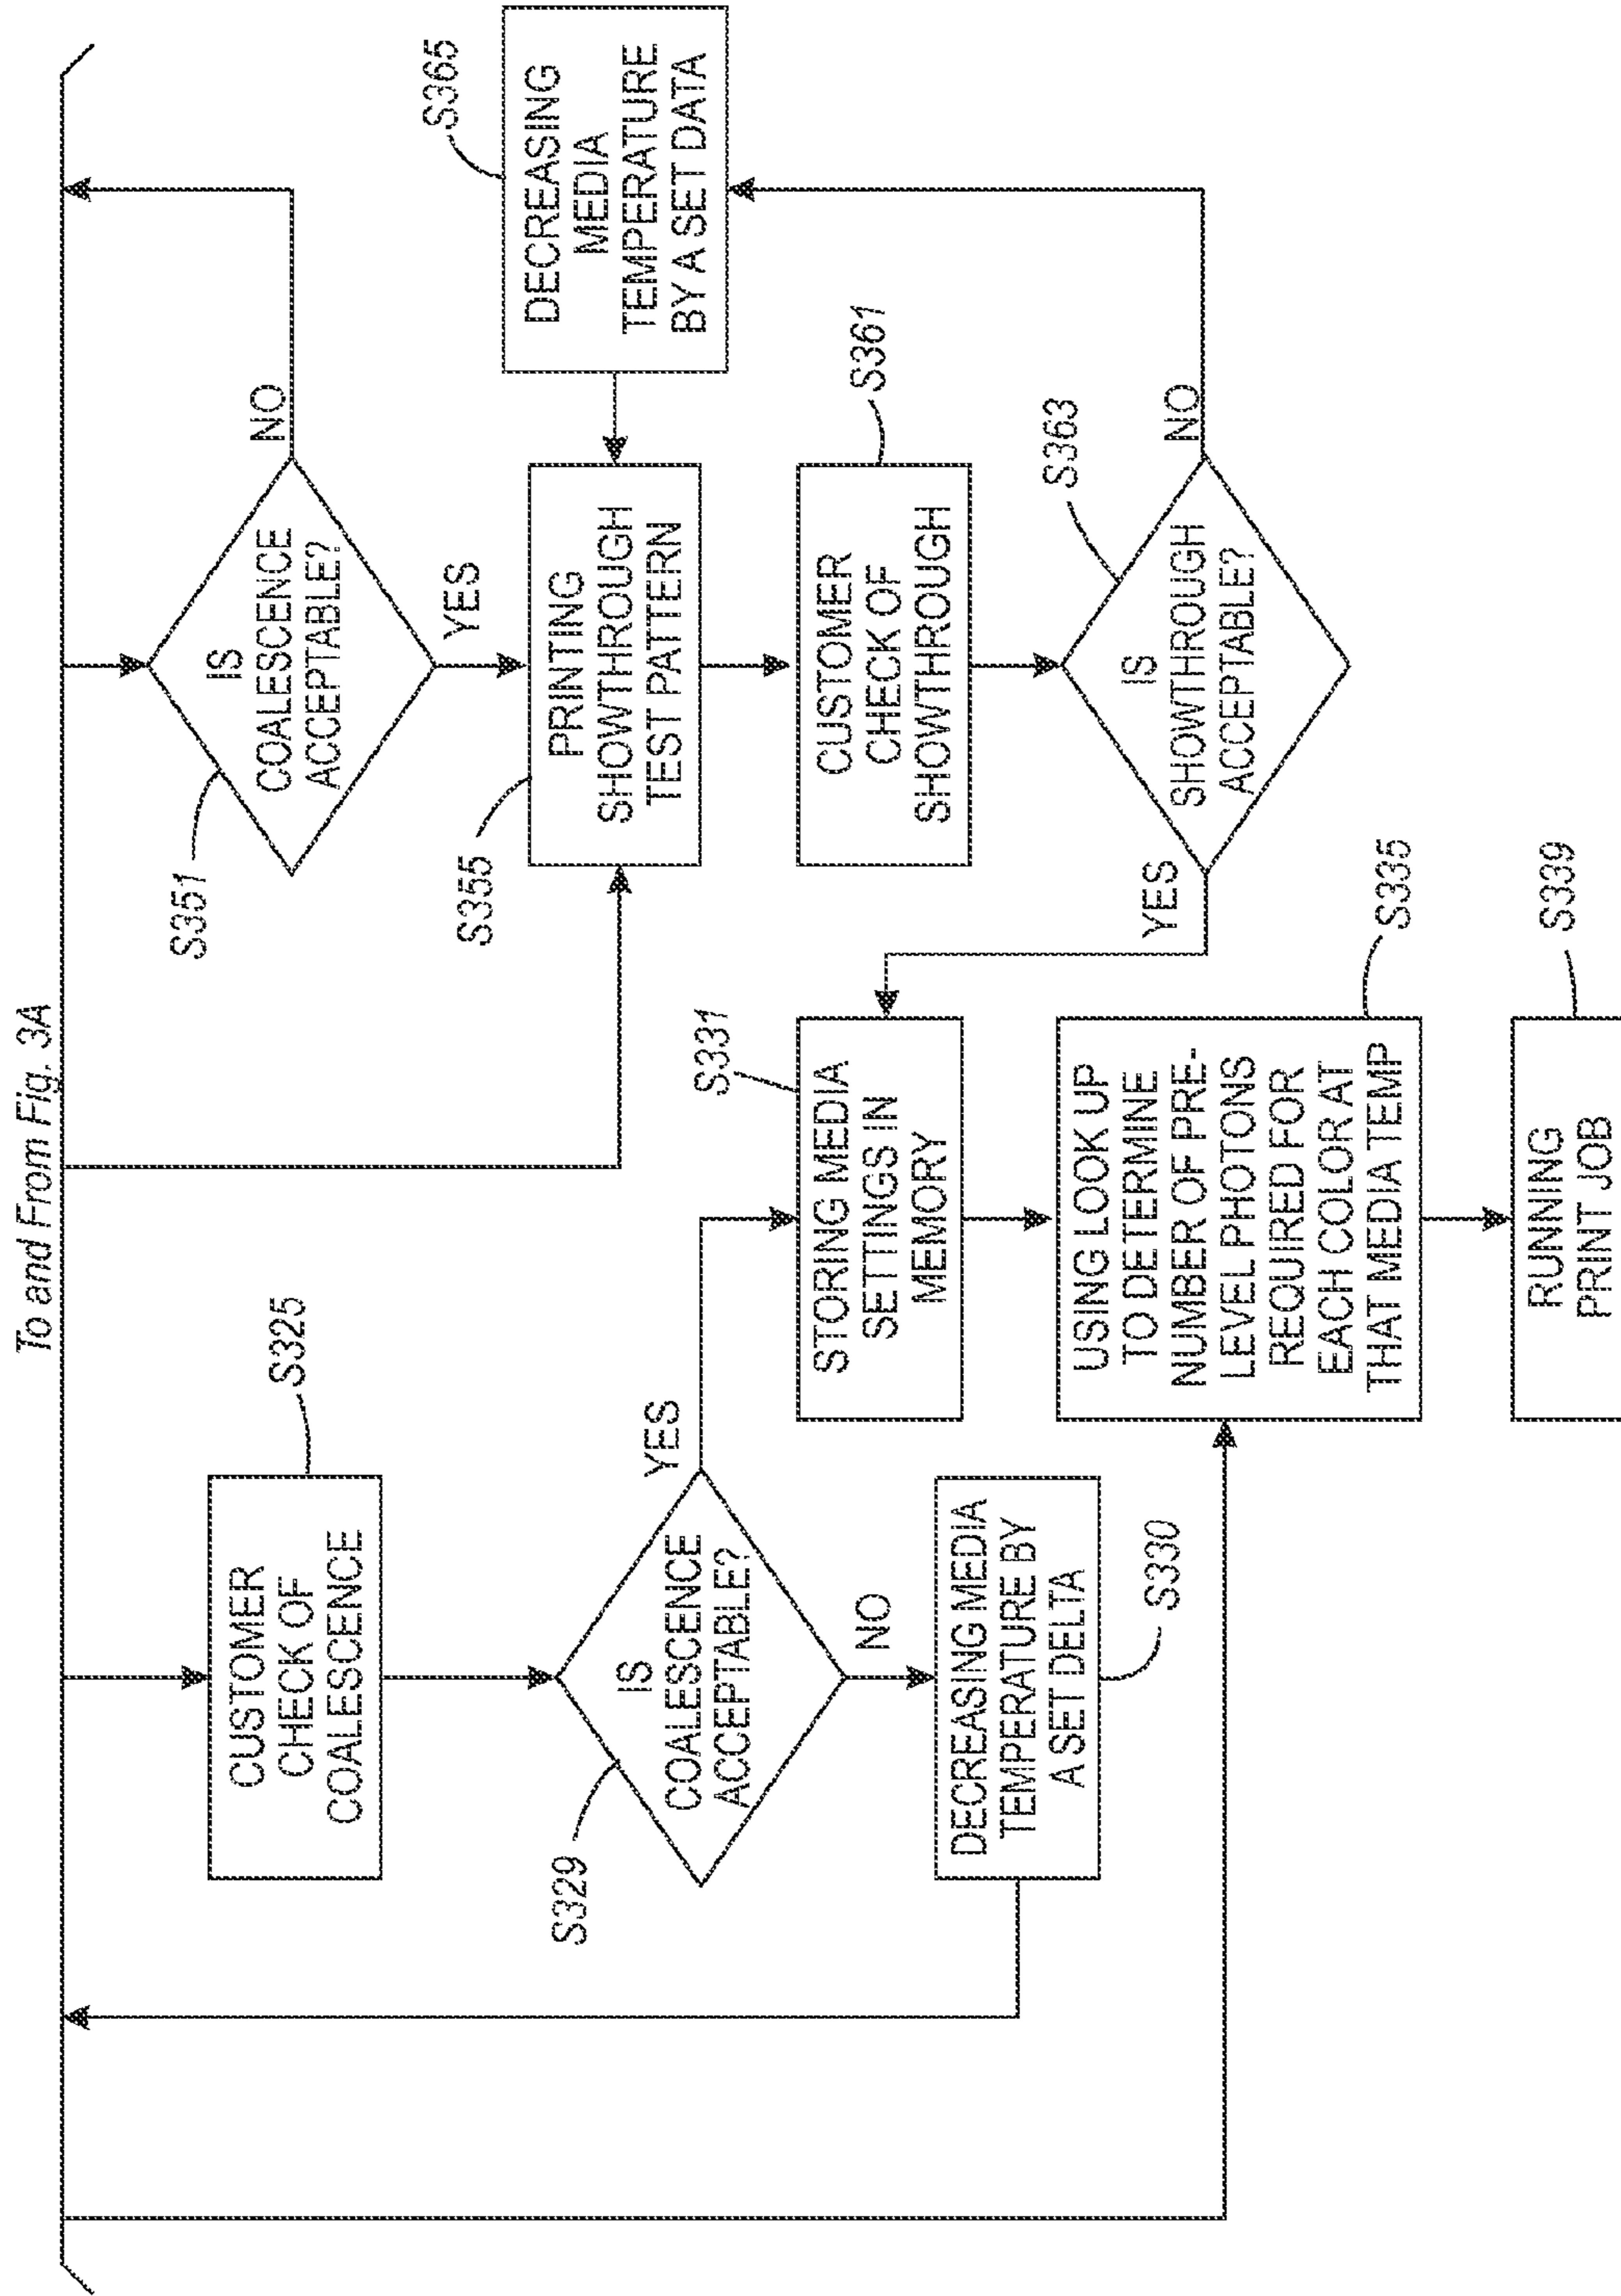 To and From Fig. 3A
CUSTOMER
CHECK OF
COALESCENCE
S325
IS
COALESCENCE
ACCEPTABLE?
S329
YES
NO
DECREASING MEDIA
TEMPERATURE BY
A SET DELTA
S330
STORING MEDIA
SETTINGS IN
MEMORY
S331
USING LOOK UP
TO DETERMINE
NUMBER OF PRE-
LEVEL PHOTONS
REQUIRED FOR
EACH COLOR AT
THAT MEDIA TEMP
S335
RUNNING
PRINT JOB
S339
IS
COALESCENCE
ACCEPTABLE?
S351
NO
YES
PRINTING
SHOWTHROUGH
TEST PATTERN
S355
CUSTOMER
CHECK OF
SHOWTHROUGH
S361
IS
SHOWTHROUGH
ACCEPTABLE?
S363
YES
NO
DECREASING
MEDIA
TEMPERATURE
BY A SET DATA
S365